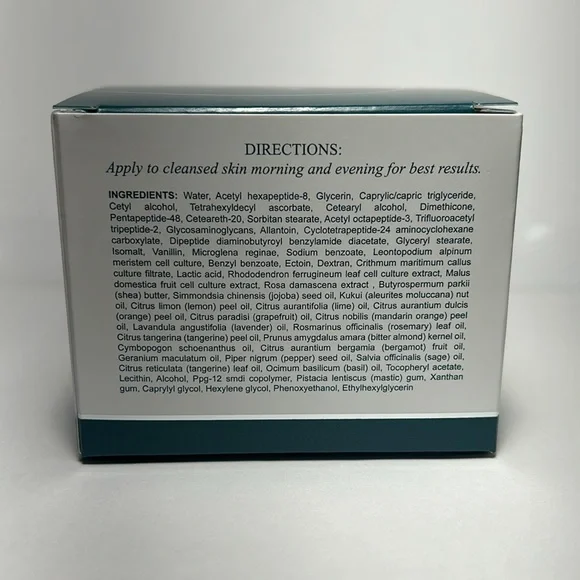 DIRECTIONS:
Apply to cleansed skin morning and evening for best results.
INGREDIENTS: Water, Acetyl hexapeptide-8, Glycerin, Caprylic/capric triglyceride,
Cetyl alcohol, Tetrahexyldecyl ascorbate, Cetearyl alcohol, Dimethicone,
Pentapeptide-48, Ceteareth-20, Sorbitan stearate, Acetyl octapeptide-3, Trifluoroacetyl
tripeptide-2, Glycosaminoglycans, Allantoin, Cyclotetrapeptide-24 aminocyclohexane
carboxylate, Dipeptide diaminobutyroyl benzylamide diacetate, Glyceryl stearate,
Isomalt, Vanillin, Microglena reginae, Sodium benzoate, Leontopodium alpinum
meristem cell culture, Benzyl benzoate, Ectoin, Dextran, Crithmum maritimum callus
culture filtrate, Lactic acid, Rhododendron ferrugineum leaf cell culture extract, Malus
domestica fruit cell culture extract, Rosa damascena extract , Butyrospermum parkii
(shea) butter, Simmondsia chinensis (jojoba) seed oil, Kukui (aleurites moluccana) nut
oil, Citrus limon (lemon) peel oil, Citrus aurantifolia (lime) oil, Citrus aurantium dulcis
(orange) peel oil, Citrus paradisi (grapefruit) oil, Citrus nobilis (mandarin orange) peel
oil, Lavandula angustifolia (lavender) oil, Rosmarinus officinalis (rosemary) leaf oil,
Citrus tangerina (tangerine) peel oil, Prunus amygdalus amara (bitter almond) kernel oil,
Cymbopogon schoenanthus oil, Citrus aurantium bergamia (bergamot) fruit oil,
Geranium maculatum oil, Piper nigrum (pepper) seed oil, Salvia officinalis (sage) oil,
Citrus reticulata (tangerine) leaf oil, Ocimum basilicum (basil) oil, Tocopheryl acetate,
Lecithin, Alcohol, Ppg-12 smdi copolymer, Pistacia lentiscus (mastic) gum, Xanthan
gum, Caprylyl glycol, Hexylene glycol, Phenoxyethanol, Ethylhexylglycerin